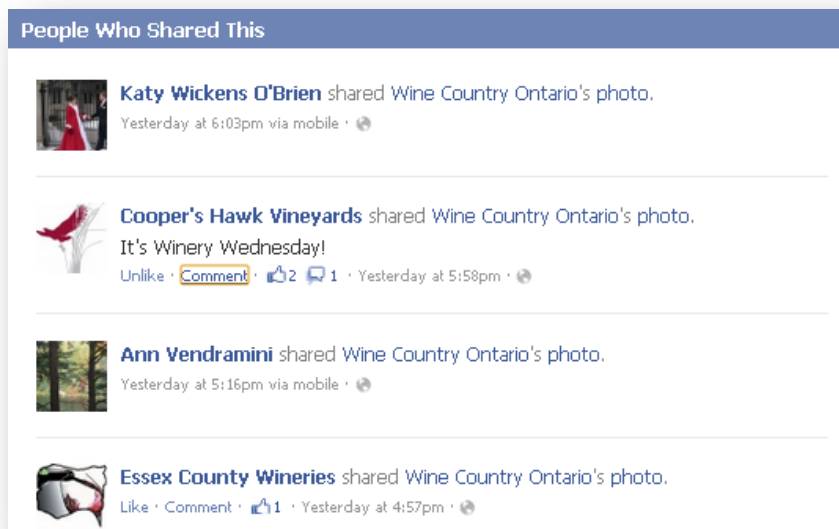 People Who Shared This
Katy Wickens O'Brien shared Wine Country Ontario's photo.
Yesterday at 6:03pm via mobile ·
Cooper's Hawk Vineyards shared Wine Country Ontario's photo.
It's Winery Wednesday!
Unlike · Comment · 2 1 · Yesterday at 5:58pm ·
Ann Vendramini shared Wine Country Ontario's photo.
Yesterday at 5:16pm via mobile ·
Essex County Wineries shared Wine Country Ontario's photo.
Like · Comment · 1 · Yesterday at 4:57pm ·